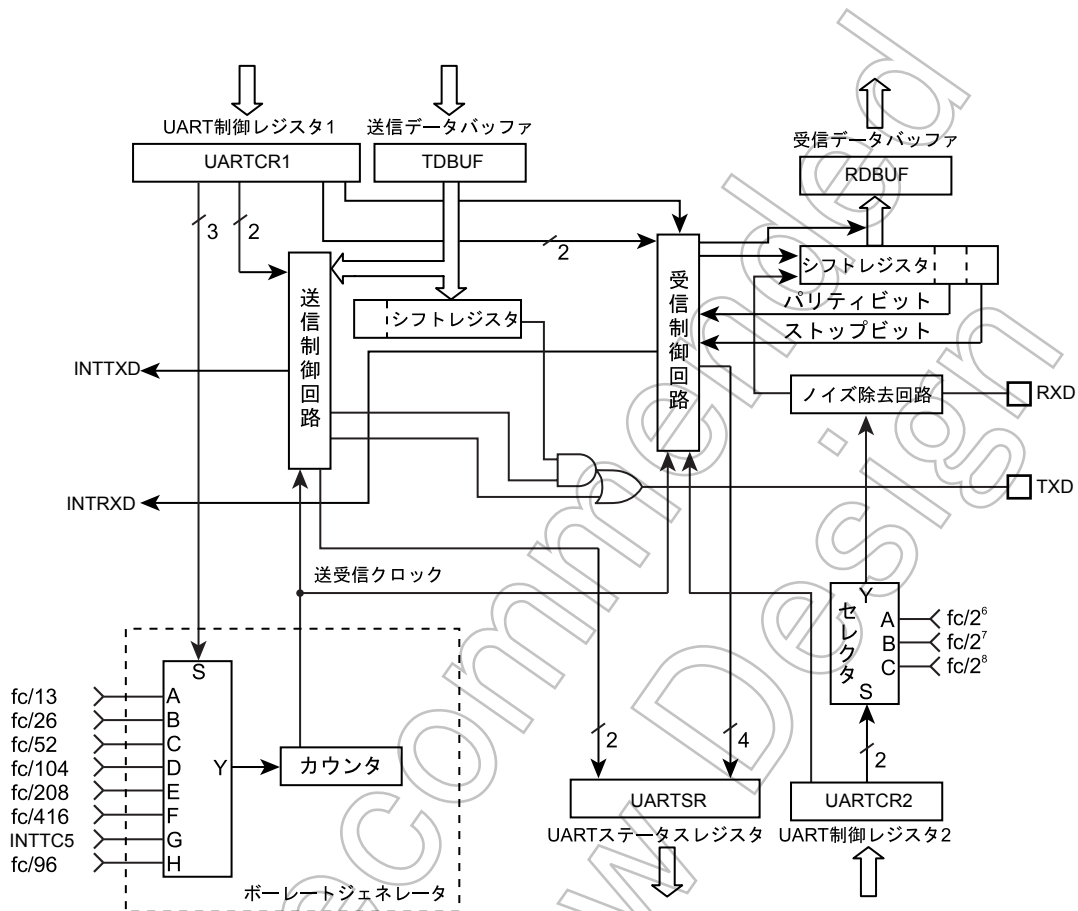 UART制御レジスタ1
送信データバッファ
受信データバッファ
UARTCR1
TDBUF
RDBUF
3
2
2
シフトレジスタ
パリティビット
ストップビット
送信制御回路
シフトレジスタ
受信制御回路
INTTXD
ノイズ除去回路
RXD
INTRXD
TXD
送受信クロック
Y
セレクタ
A
B
C
S
fc/2⁶
fc/2⁷
fc/2⁸
S
fc/13
fc/26
fc/52
fc/104
fc/208
fc/416
INTTC5
fc/96
A
B
C
D
E
F
G
H
Y
カウンタ
2
4
2
UARTSR
UARTCR2
UARTステータスレジスタ
UART制御レジスタ2
ボーレートジェネレータ
ecommended
w Design